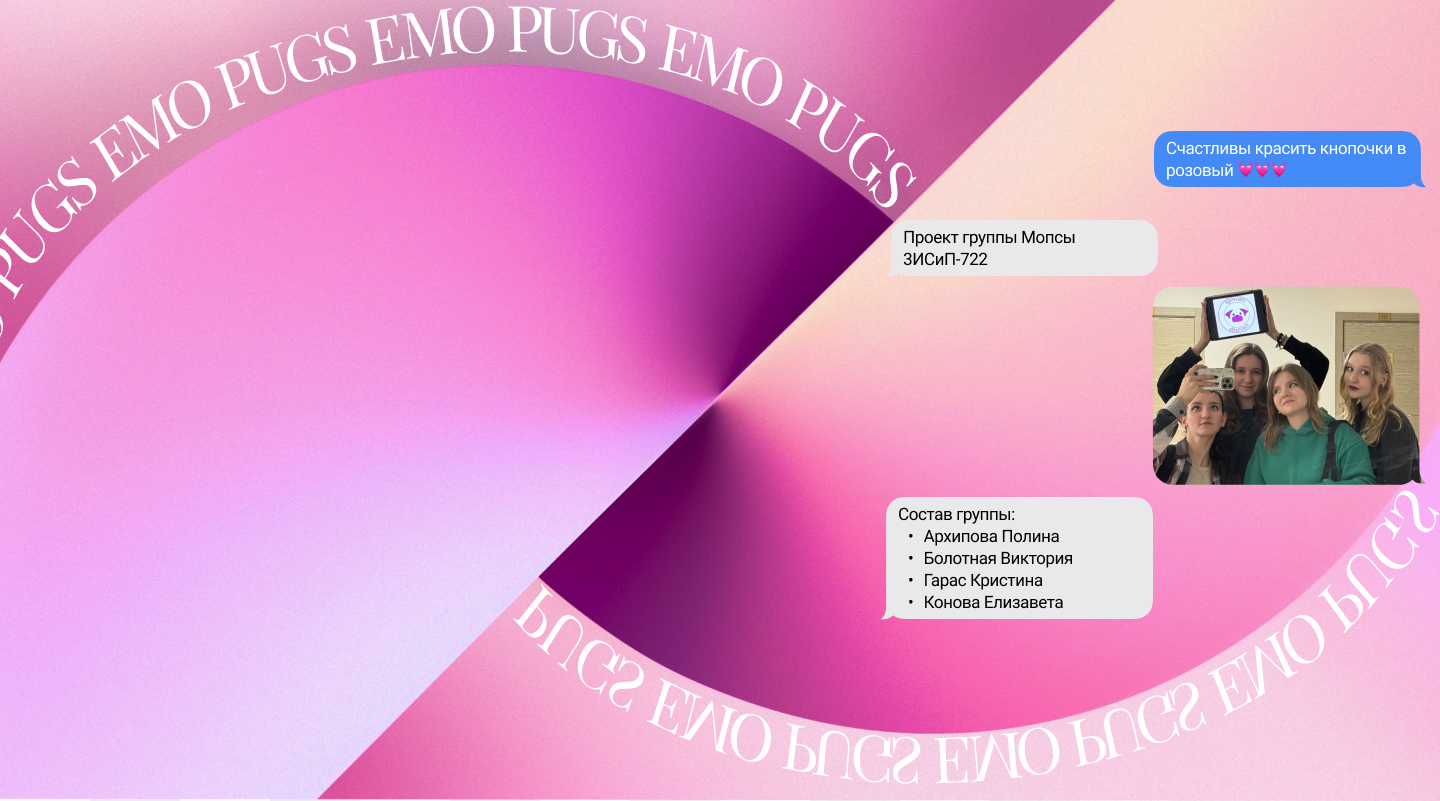 PUGS EMO PUGS EMO PUGS EMO PUGS
Счастливы красить кнопочки в
розовый 💓💓💓
Проект группы Мопсы
3ИСиП-722
Состав группы:
• Архипова Полина
• Болотная Виктория
• Гарас Кристина
• Конова Елизавета
PUGS EMO PUGS EMO PUGS EMO PUGS